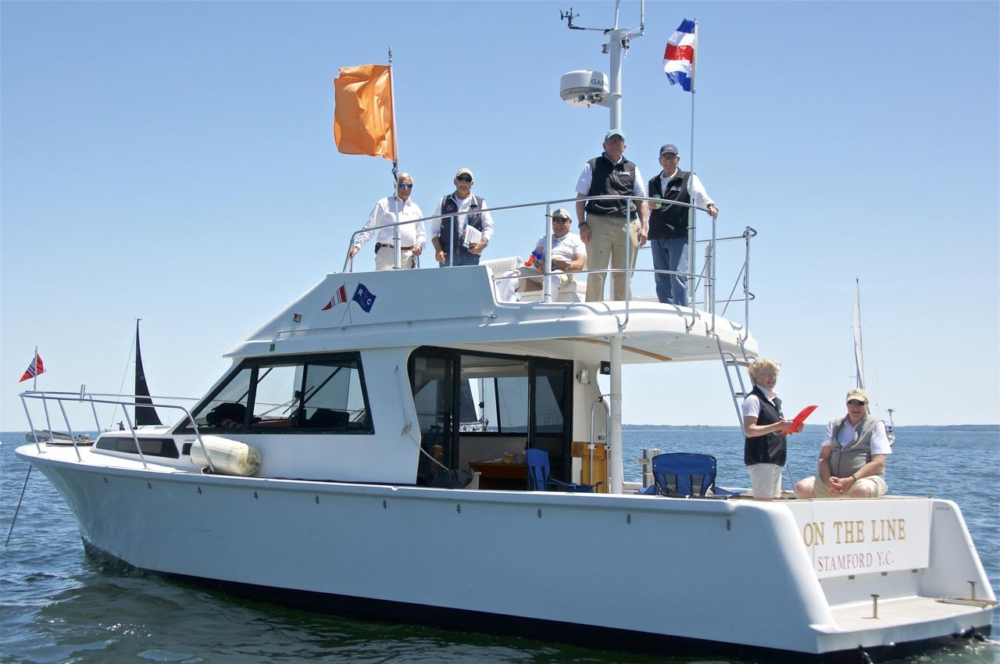 GAR
R C
ON THE LINE
STAMFORD Y.C.